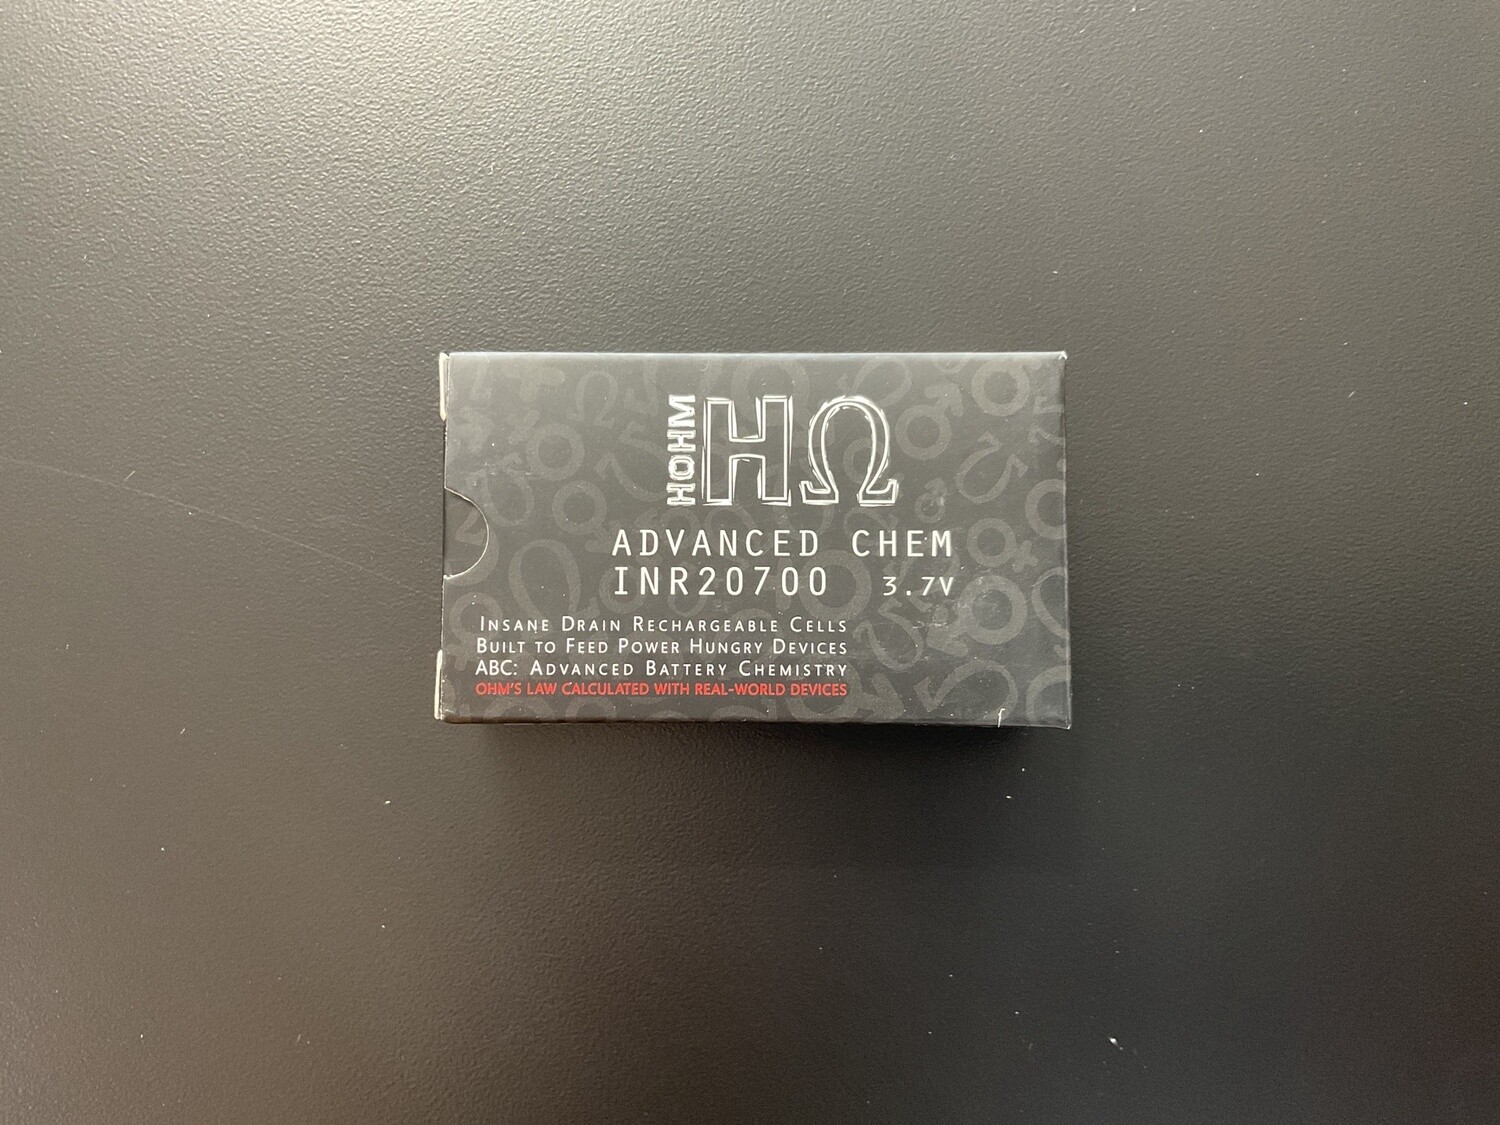 HOHM HΩ
ADVANCED CHEM
INR20700 3.7V
INSANE DRAIN RECHARGEABLE CELLS
BUILT TO FEED POWER HUNGRY DEVICES
ABC: ADVANCED BATTERY CHEMISTRY
OHM'S LAW CALCULATED WITH REAL-WORLD DEVICES